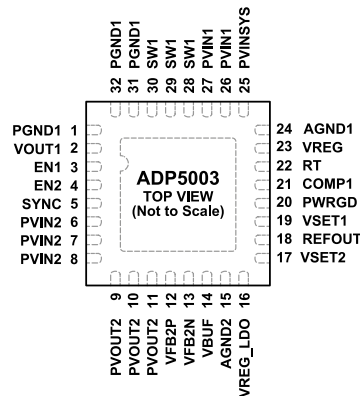 32 PGND1
31 PGND1
30 SW1
29 SW1
28 SW1
27 PVIN1
26 PVIN1
25 PVINSYS
PGND1 1
VOUT1 2
EN1 3
EN2 4
SYNC 5
PVIN2 6
PVIN2 7
PVIN2 8
ADP5003
TOP VIEW
(Not to Scale)
24 AGND1
23 VREG
22 RT
21 COMP1
20 PWRGD
19 VSET1
18 REFOUT
17 VSET2
PVOUT2 9
PVOUT2 10
PVOUT2 11
VFB2P 12
VFB2N 13
VBUF 14
AGND2 15
VREG_LDO 16